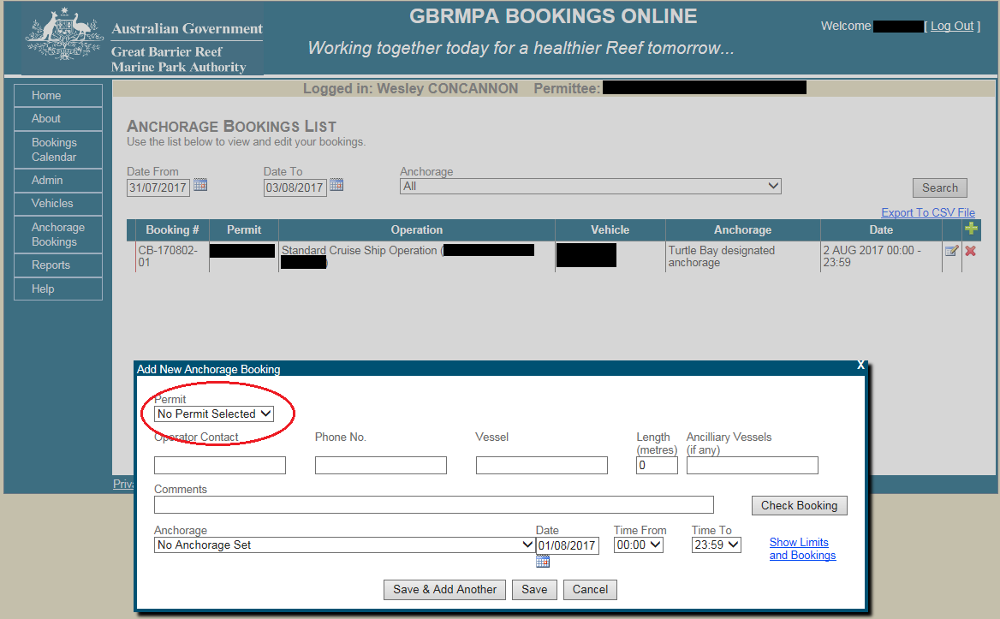 GBRMPA BOOKINGS ONLINE
Working together today for a healthier Reef tomorrow...
Australian Government
Great Barrier Reef
Marine Park Authority
Welcome [ Log Out ]
Home
About
Bookings
Calendar
Admin
Vehicles
Anchorage
Bookings
Reports
Help
Logged in: Wesley CONCANNON Permittee:
ANCHORAGE BOOKINGS LIST
Use the list below to view and edit your bookings.
Date From Date To Anchorage
31/07/2017 03/08/2017 All
Search
Export To CSV File
Booking # Permit Operation Vehicle Anchorage Date
CB-170802- Standard Cruise Ship Operation ( Turtle Bay designated 2 AUG 2017 00:00 -
01 ) anchorage 23:59
Add New Anchorage Booking X
Permit
No Permit Selected
Operator Contact Phone No. Vessel Length Ancilliary Vessels
(metres) (if any)
0
Priva
Comments
Check Booking
Anchorage Date Time From Time To
No Anchorage Set 01/08/2017 00:00 23:59 Show Limits
and Bookings
Save & Add Another Save Cancel